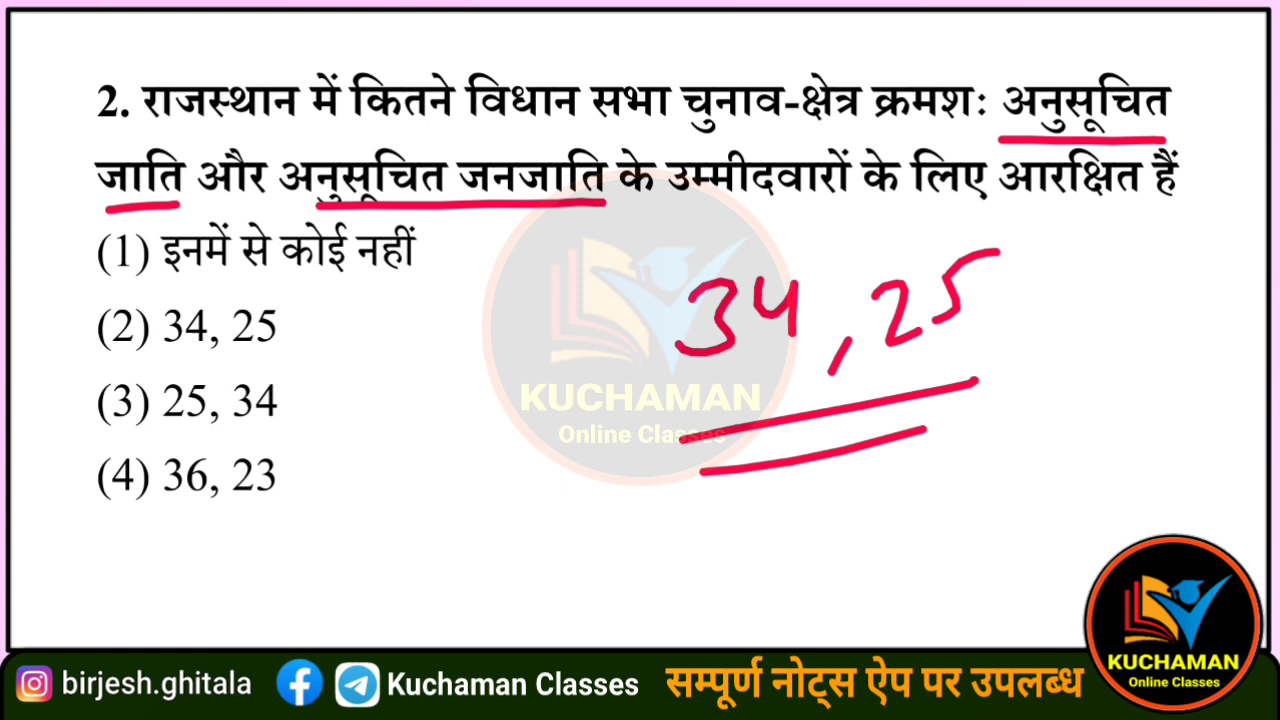 2. राजस्थान में कितने विधान सभा चुनाव-क्षेत्र क्रमशः अनुसूचित
जाति और अनुसूचित जनजाति के उम्मीदवारों के लिए आरक्षित हैं
(1) इनमें से कोई नहीं
(2) 34, 25
(3) 25, 34
(4) 36, 23
34, 25
KUCHAMAN
Online Classes
KUCHAMAN
Online Classes
birjesh.ghitala Kuchaman Classes सम्पूर्ण नोट्स ऐप पर उपलब्ध